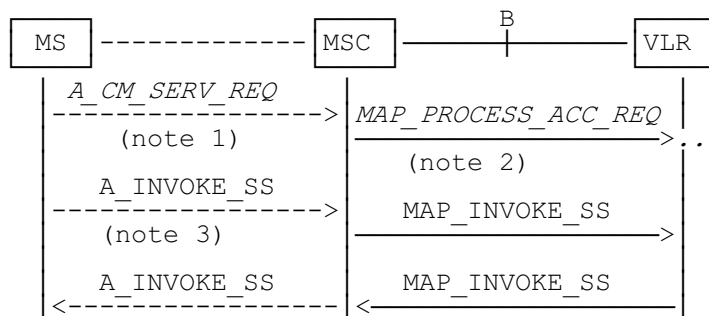 B
MS MSC VLR
A_CM_SERV_REQ
MAP_PROCESS_ACC_REQ
(note 1)
..
(note 2)
A_INVOKE_SS
MAP_INVOKE_SS
(note 3)
A_INVOKE_SS MAP_INVOKE_SS